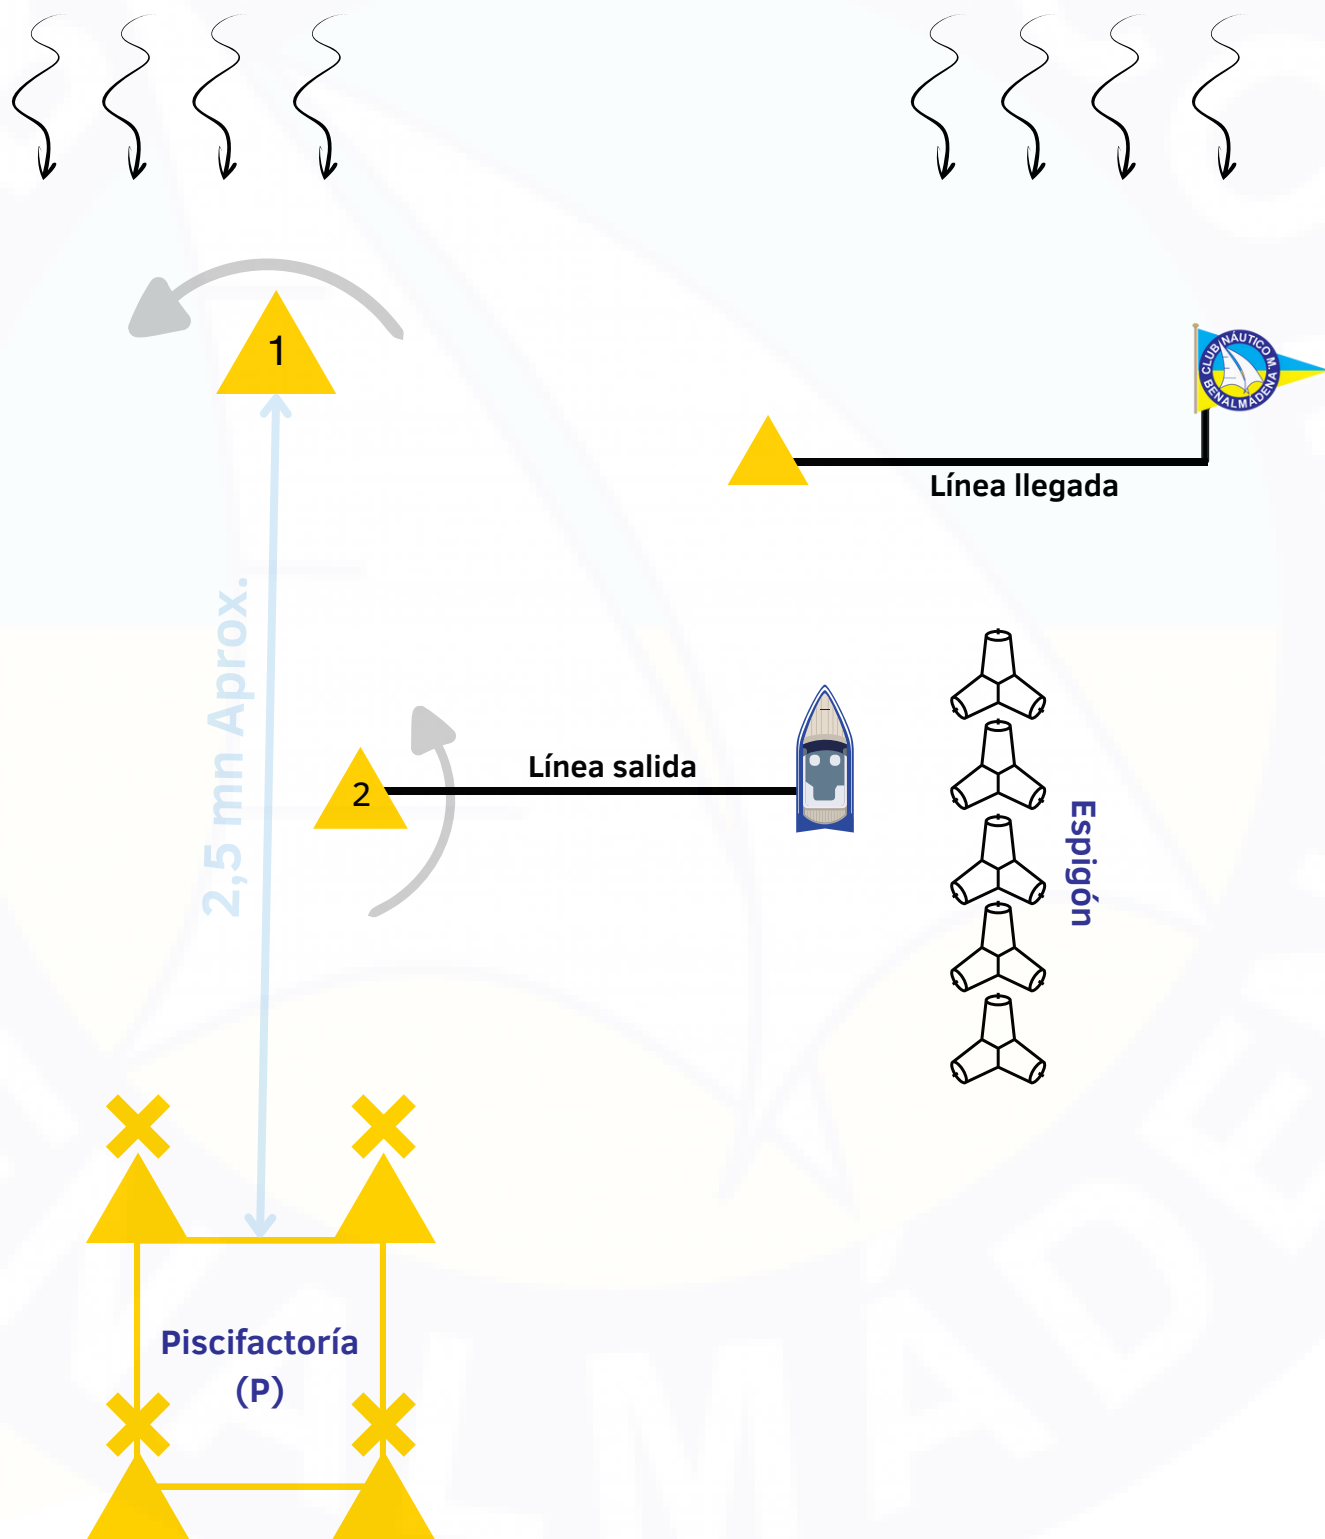 1
CLUB NÁUTICO M.
BENALMÁDENA
Línea llegada
2,5 mn Aprox.
Línea salida
2
Espigón
Piscifactoría
(P)